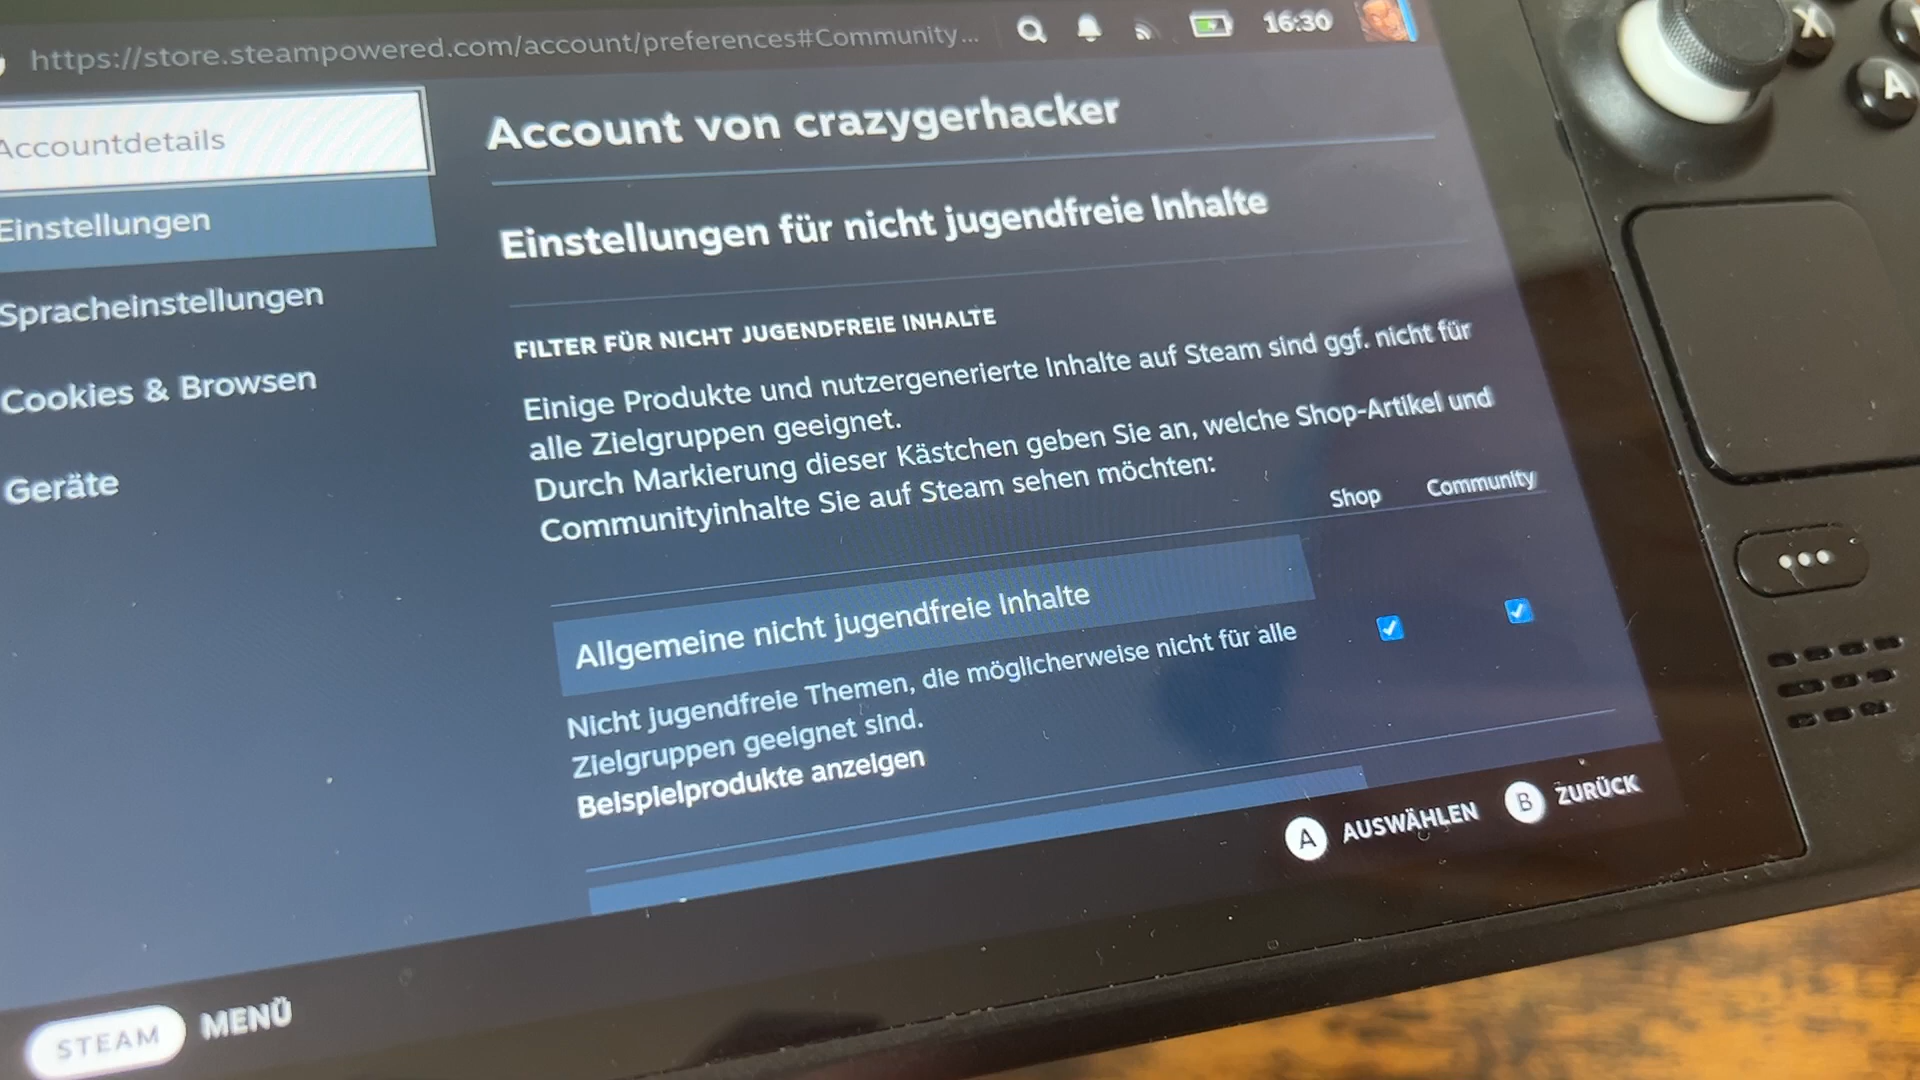 https://store.steampowered.com/account/preferences#Community...
16:30
Accountdetails
Einstellungen
Spracheinstellungen
Cookies & Browsen
Geräte
Account von crazygerhacker
Einstellungen für nicht jugendfreie Inhalte
FILTER FÜR NICHT JUGENDFREIE INHALTE
Einige Produkte und nutzergenerierte Inhalte auf Steam sind ggf. nicht für
alle Zielgruppen geeignet.
Durch Markierung dieser Kästchen geben Sie an, welche Shop-Artikel und
Communityinhalte Sie auf Steam sehen möchten:
Shop Community
Allgemeine nicht jugendfreie Inhalte
Nicht jugendfreie Themen, die möglicherweise nicht für alle
Zielgruppen geeignet sind.
Beispielprodukte anzeigen
A AUSWÄHLEN B ZURÜCK
STEAM MENÜ
X
A